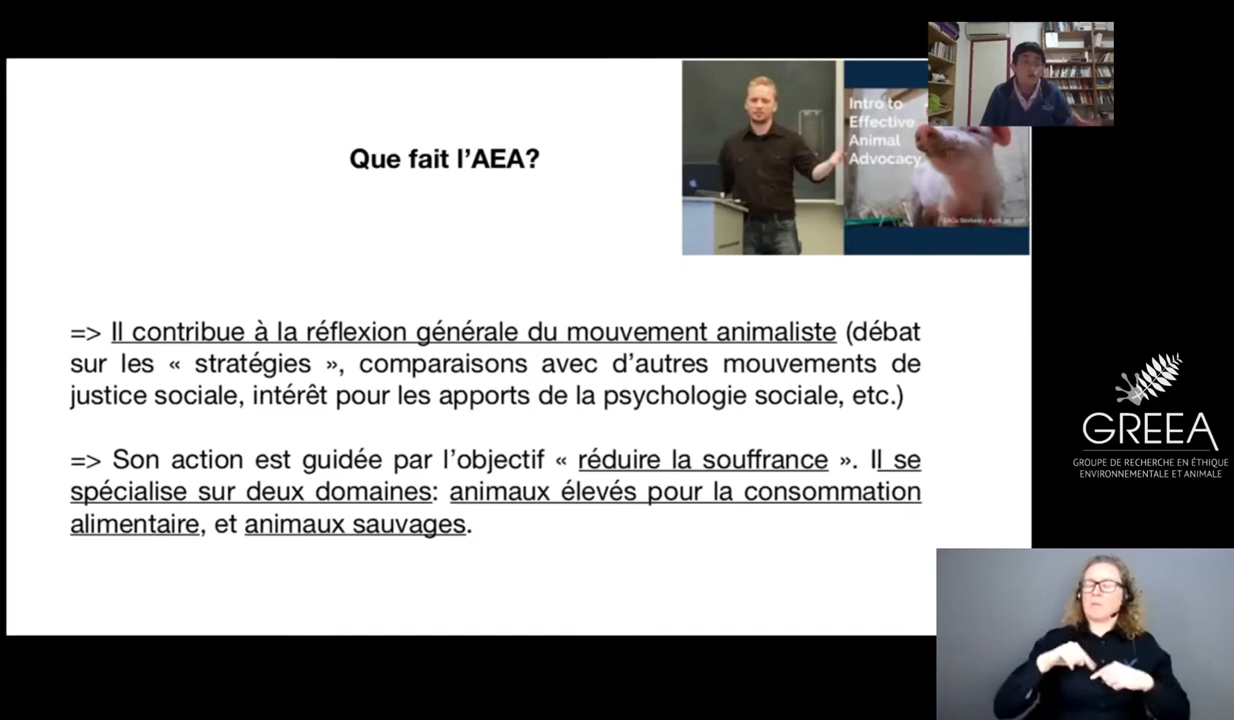 Que fait l’AEA?
Intro to
Effective
Animal
Advocacy
=> Il contribue à la réflexion générale du mouvement animaliste (débat
sur les « stratégies », comparaisons avec d’autres mouvements de
justice sociale, intérêt pour les apports de la psychologie sociale, etc.)
=> Son action est guidée par l’objectif « réduire la souffrance ». Il se
spécialise sur deux domaines: animaux élevés pour la consommation
alimentaire, et animaux sauvages.
GREEA
GROUPE DE RECHERCHE EN ÉTHIQUE
ENVIRONNEMENTALE ET ANIMALE